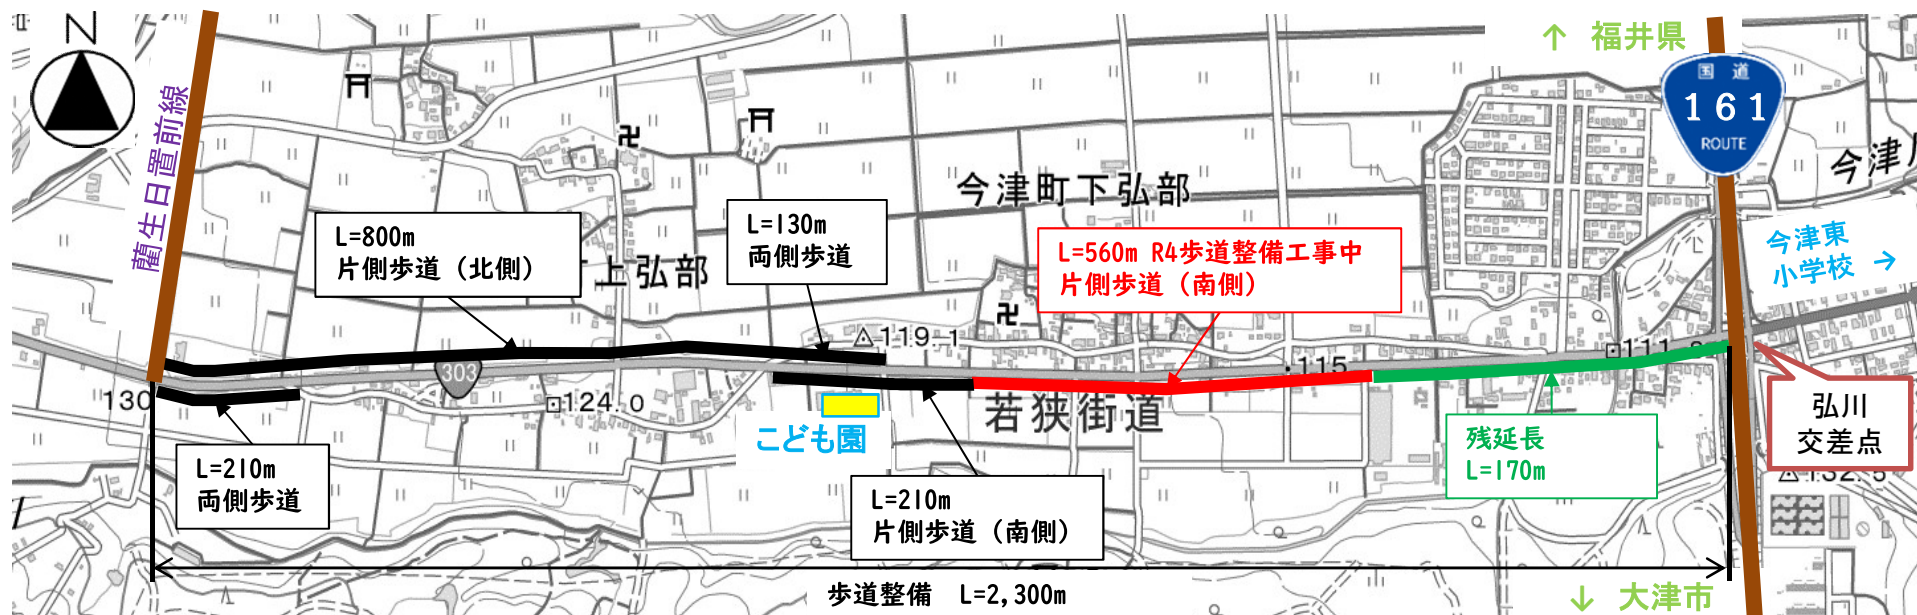 N
↑ 福井県
国道
161
ROUTE
藺生日置前線
今津町下弘部
今津
L=800m
片側歩道（北側）
上弘部
L=130m
両側歩道
L=560m R4歩道整備工事中
片側歩道（南側）
今津東
小学校 →
119.1
303
115
111.
130
124.0
若狭街道
こども園
弘川
交差点
残延長
L=170m
L=210m
両側歩道
L=210m
片側歩道（南側）
132.5
歩道整備 L=2,300m
↓ 大津市